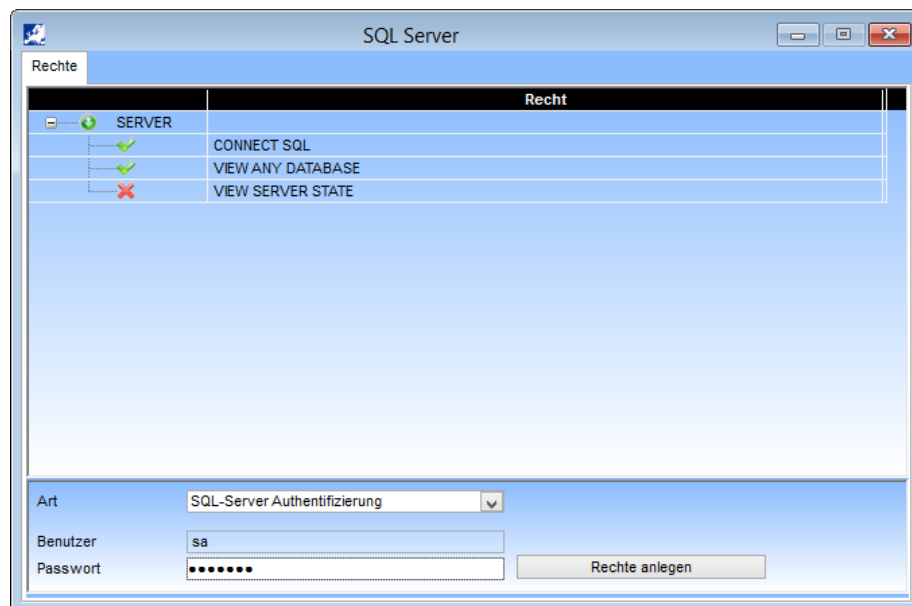 SQL Server
Rechte
Recht
SERVER
CONNECT SQL
VIEW ANY DATABASE
VIEW SERVER STATE
Art SQL-Server Authentifizierung
Benutzer sa
Passwort •••••••
Rechte anlegen